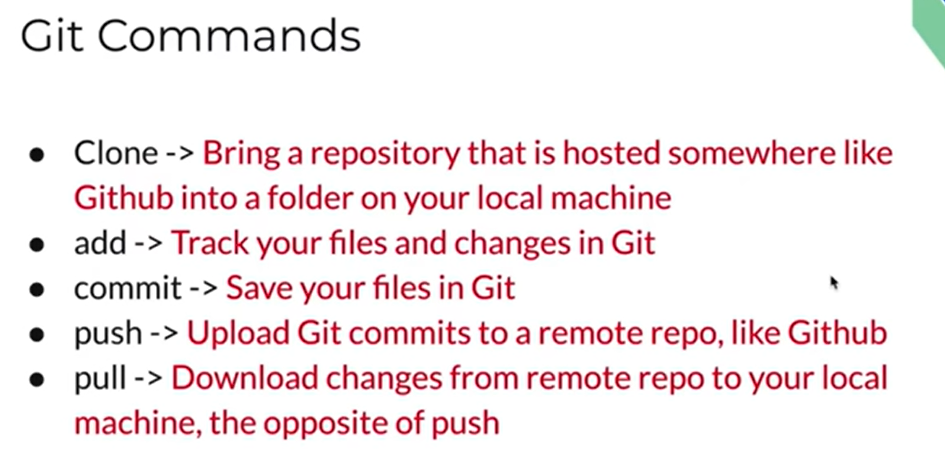 Git Commands
● Clone -> Bring a repository that is hosted somewhere like
Github into a folder on your local machine
● add -> Track your files and changes in Git
● commit -> Save your files in Git
● push -> Upload Git commits to a remote repo, like Github
● pull -> Download changes from remote repo to your local
machine, the opposite of push